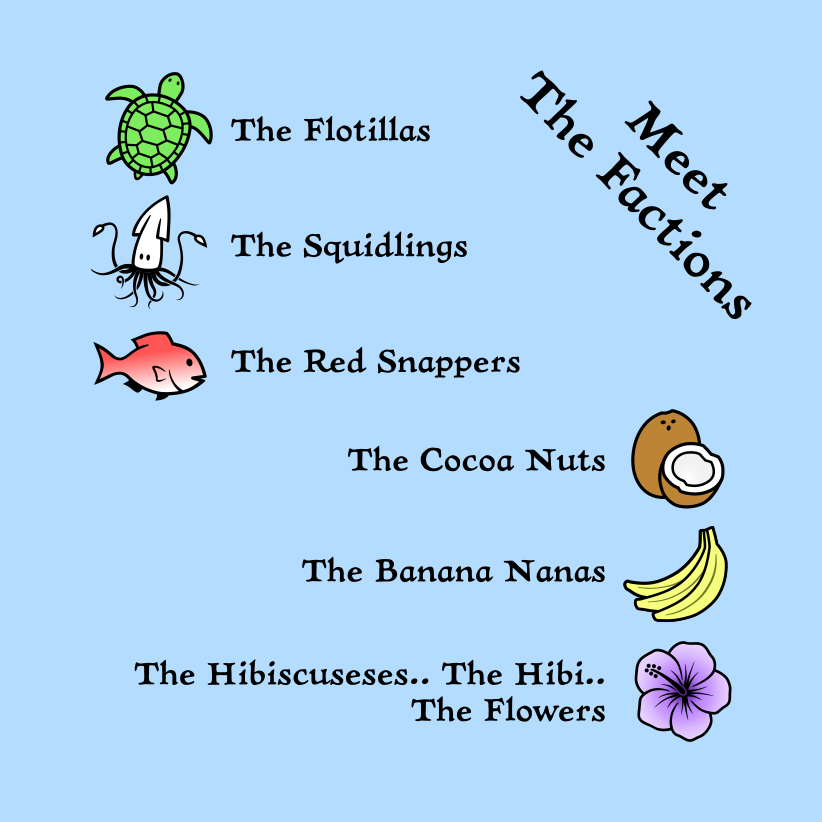 Meet
The Factions
The Flotillas
The Squidlings
The Red Snappers
The Cocoa Nuts
The Banana Nanas
The Hibiscuseses.. The Hibi..
The Flowers